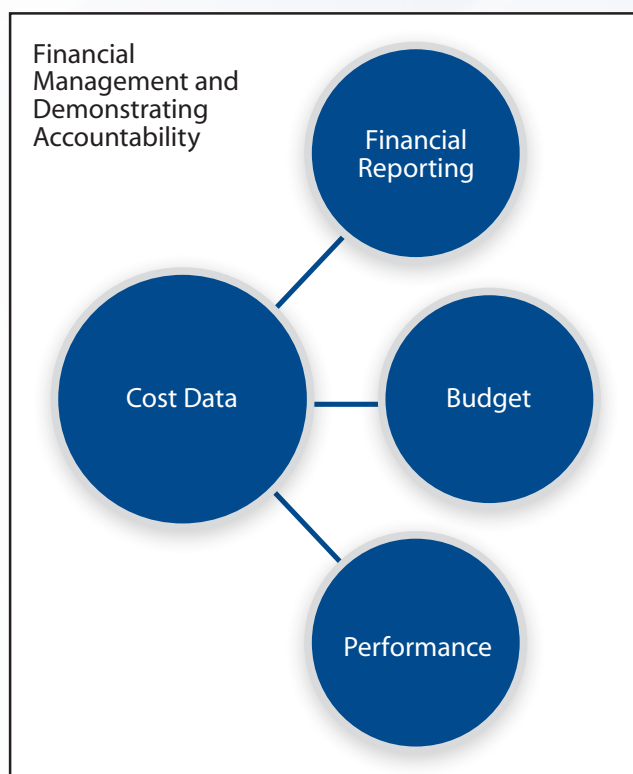 Financial
Management and
Demonstrating
Accountability
Financial
Reporting
Cost Data
Budget
Performance